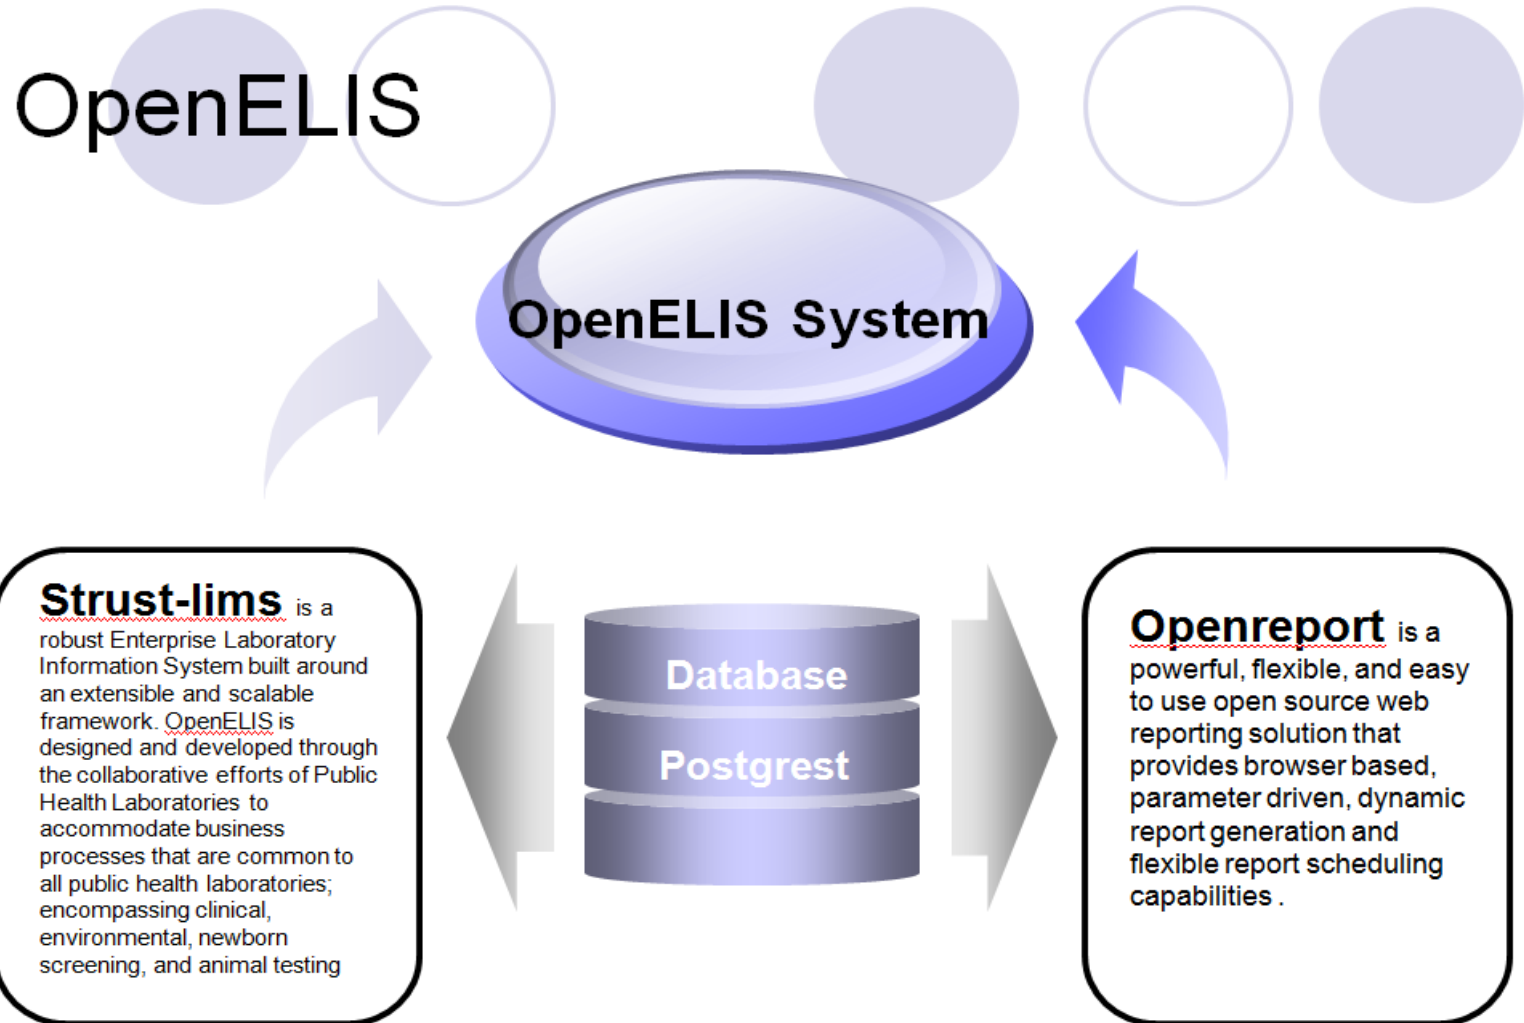 OpenELIS
OpenELIS System
Strust-lims is a
robust Enterprise Laboratory
Information System built around
an extensible and scalable
framework. OpenELIS is
designed and developed through
the collaborative efforts of Public
Health Laboratories to
accommodate business
processes that are common to
all public health laboratories;
encompassing clinical,
environmental, newborn
screening, and animal testing
Database
Postgrest
Openreport is a
powerful, flexible, and easy
to use open source web
reporting solution that
provides browser based,
parameter driven, dynamic
report generation and
flexible report scheduling
capabilities .